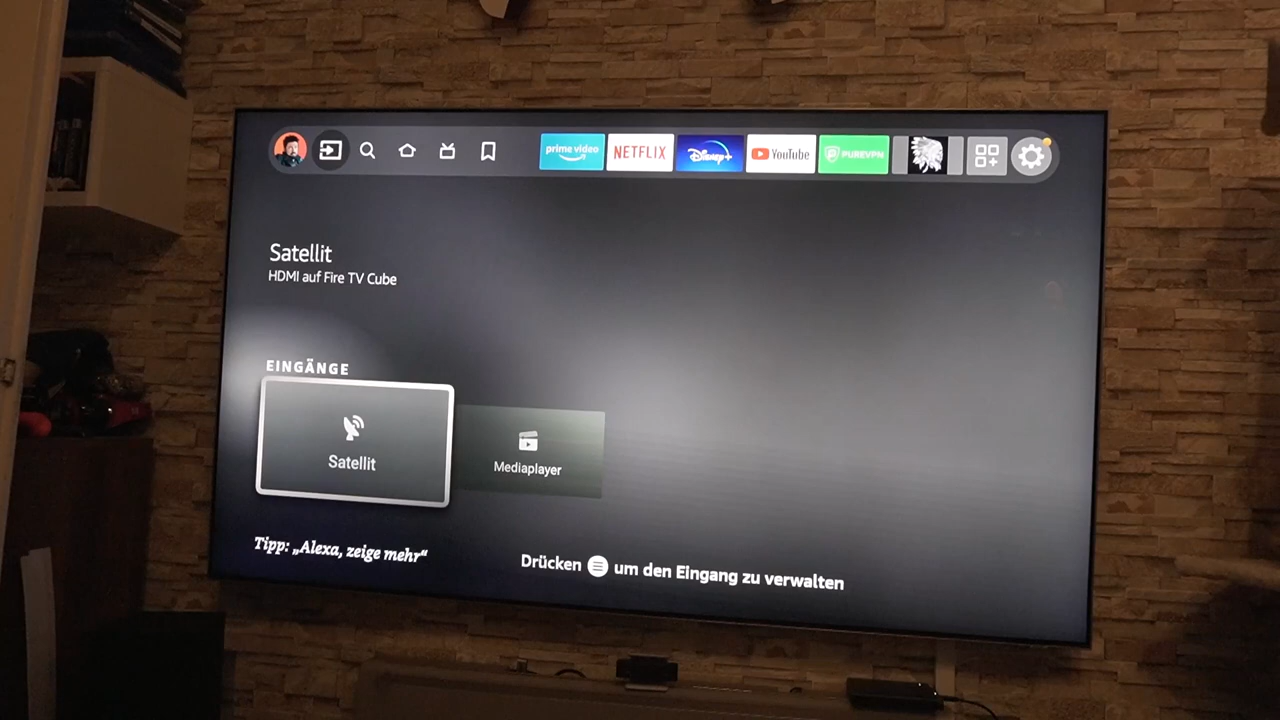 prime video
NETFLIX
Disney+
YouTube
PUREVPN
Satellit
HDMI auf Fire TV Cube
EINGÄNGE
Satellit
Mediaplayer
Tipp: „Alexa, zeige mehr“
Drücken um den Eingang zu verwalten